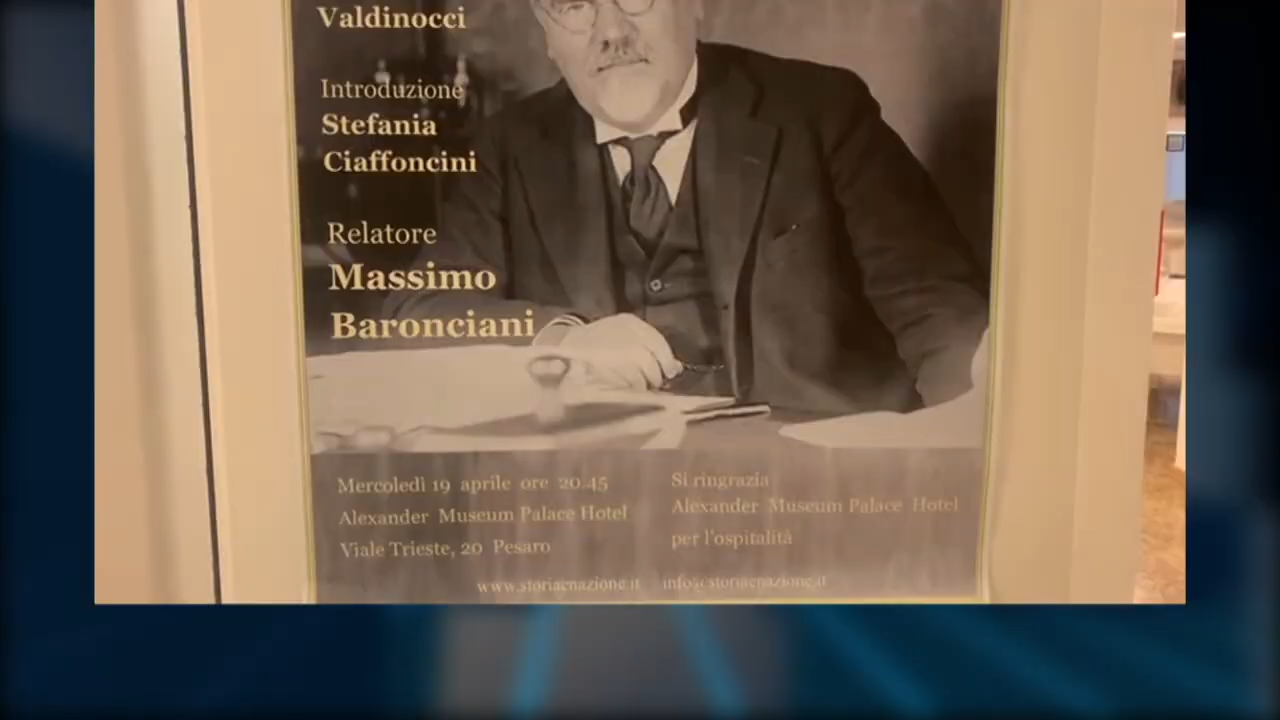 Valdinocci
Introduzione
Stefania
Ciaffoncini
Relatore
Massimo
Baronciani
Mercoledì 19 aprile ore 20.45
Alexander Museum Palace Hotel
Viale Trieste, 20 Pesaro
Si ringrazia
Alexander Museum Palace Hotel
per l'ospitalità
www.storiaenazione.it info@storiaenazione.it